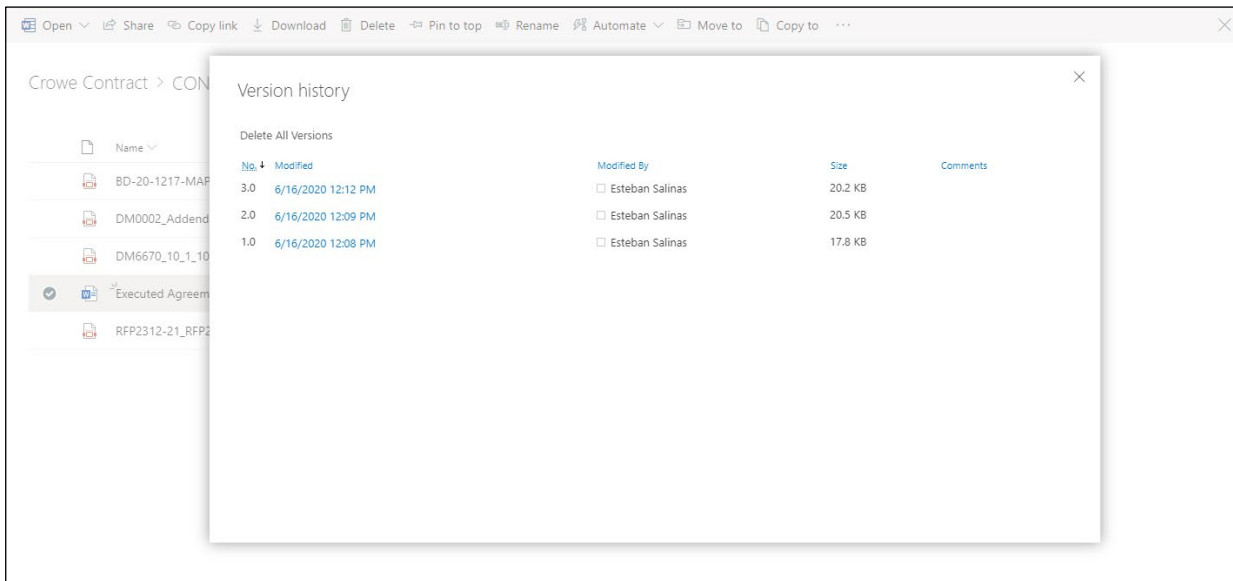 Open Share Copy link Download Delete Pin to top Rename Automate Move to Copy to ...
Crowe Contract > CON
Version history
Delete All Versions
Name
No. Modified Modified By Size Comments
BD-20-1217-MAP
3.0 6/16/2020 12:12 PM Esteban Salinas 20.2 KB
DM0002_Addend
2.0 6/16/2020 12:09 PM Esteban Salinas 20.5 KB
DM6670_10_1_10
1.0 6/16/2020 12:08 PM Esteban Salinas 17.8 KB
Executed Agreem
RFP2312-21_RFP2